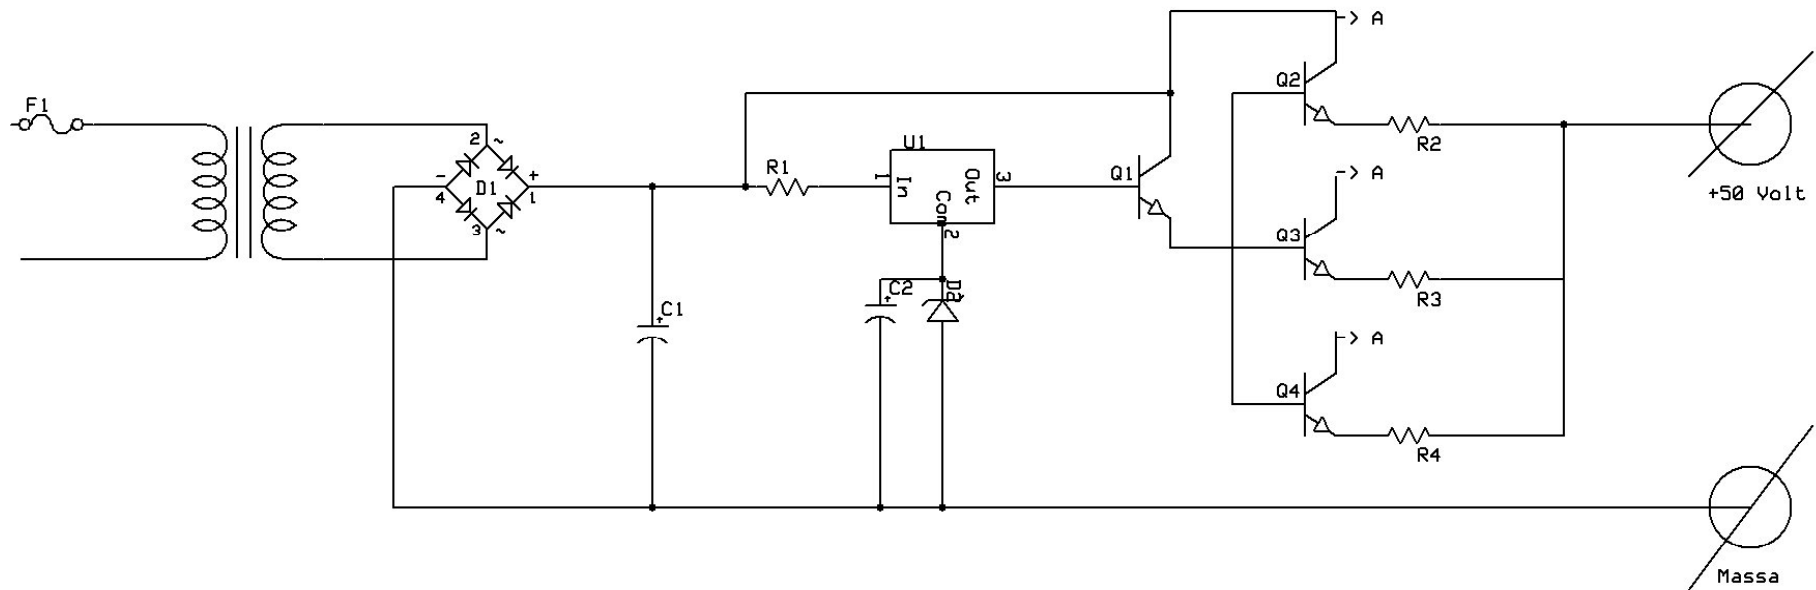 F1
2
~
-
4
D1
+
1
3
~
C1
R1
U1
1
In
Out
3
Com
2
C2
Dz
Q1
Q2
-> A
R2
+50 Volt
Q3
-> A
R3
Q4
-> A
R4
Massa